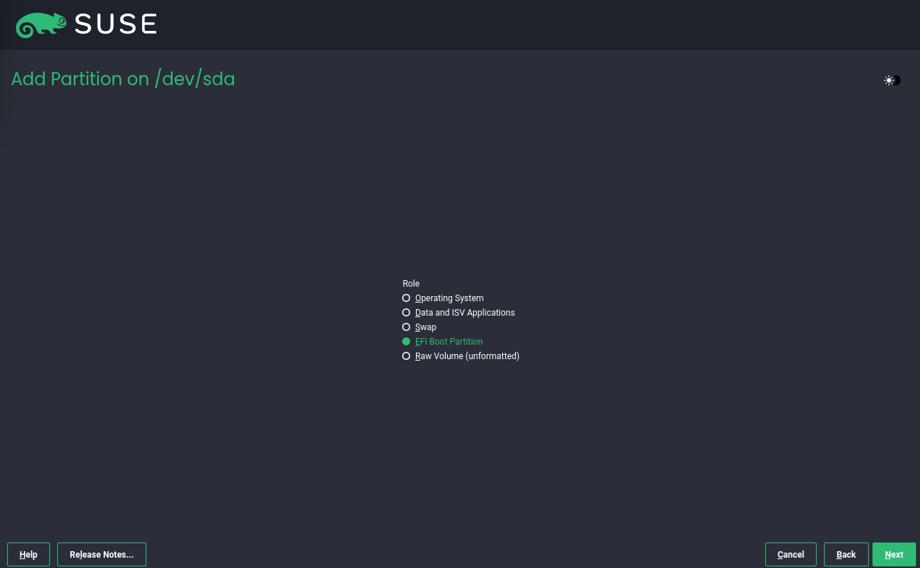 SUSE
Add Partition on /dev/sda
Role
Operating System
Data and ISV Applications
Swap
EFI Boot Partition
Raw Volume (unformatted)
Help
Release Notes...
Cancel
Back
Next